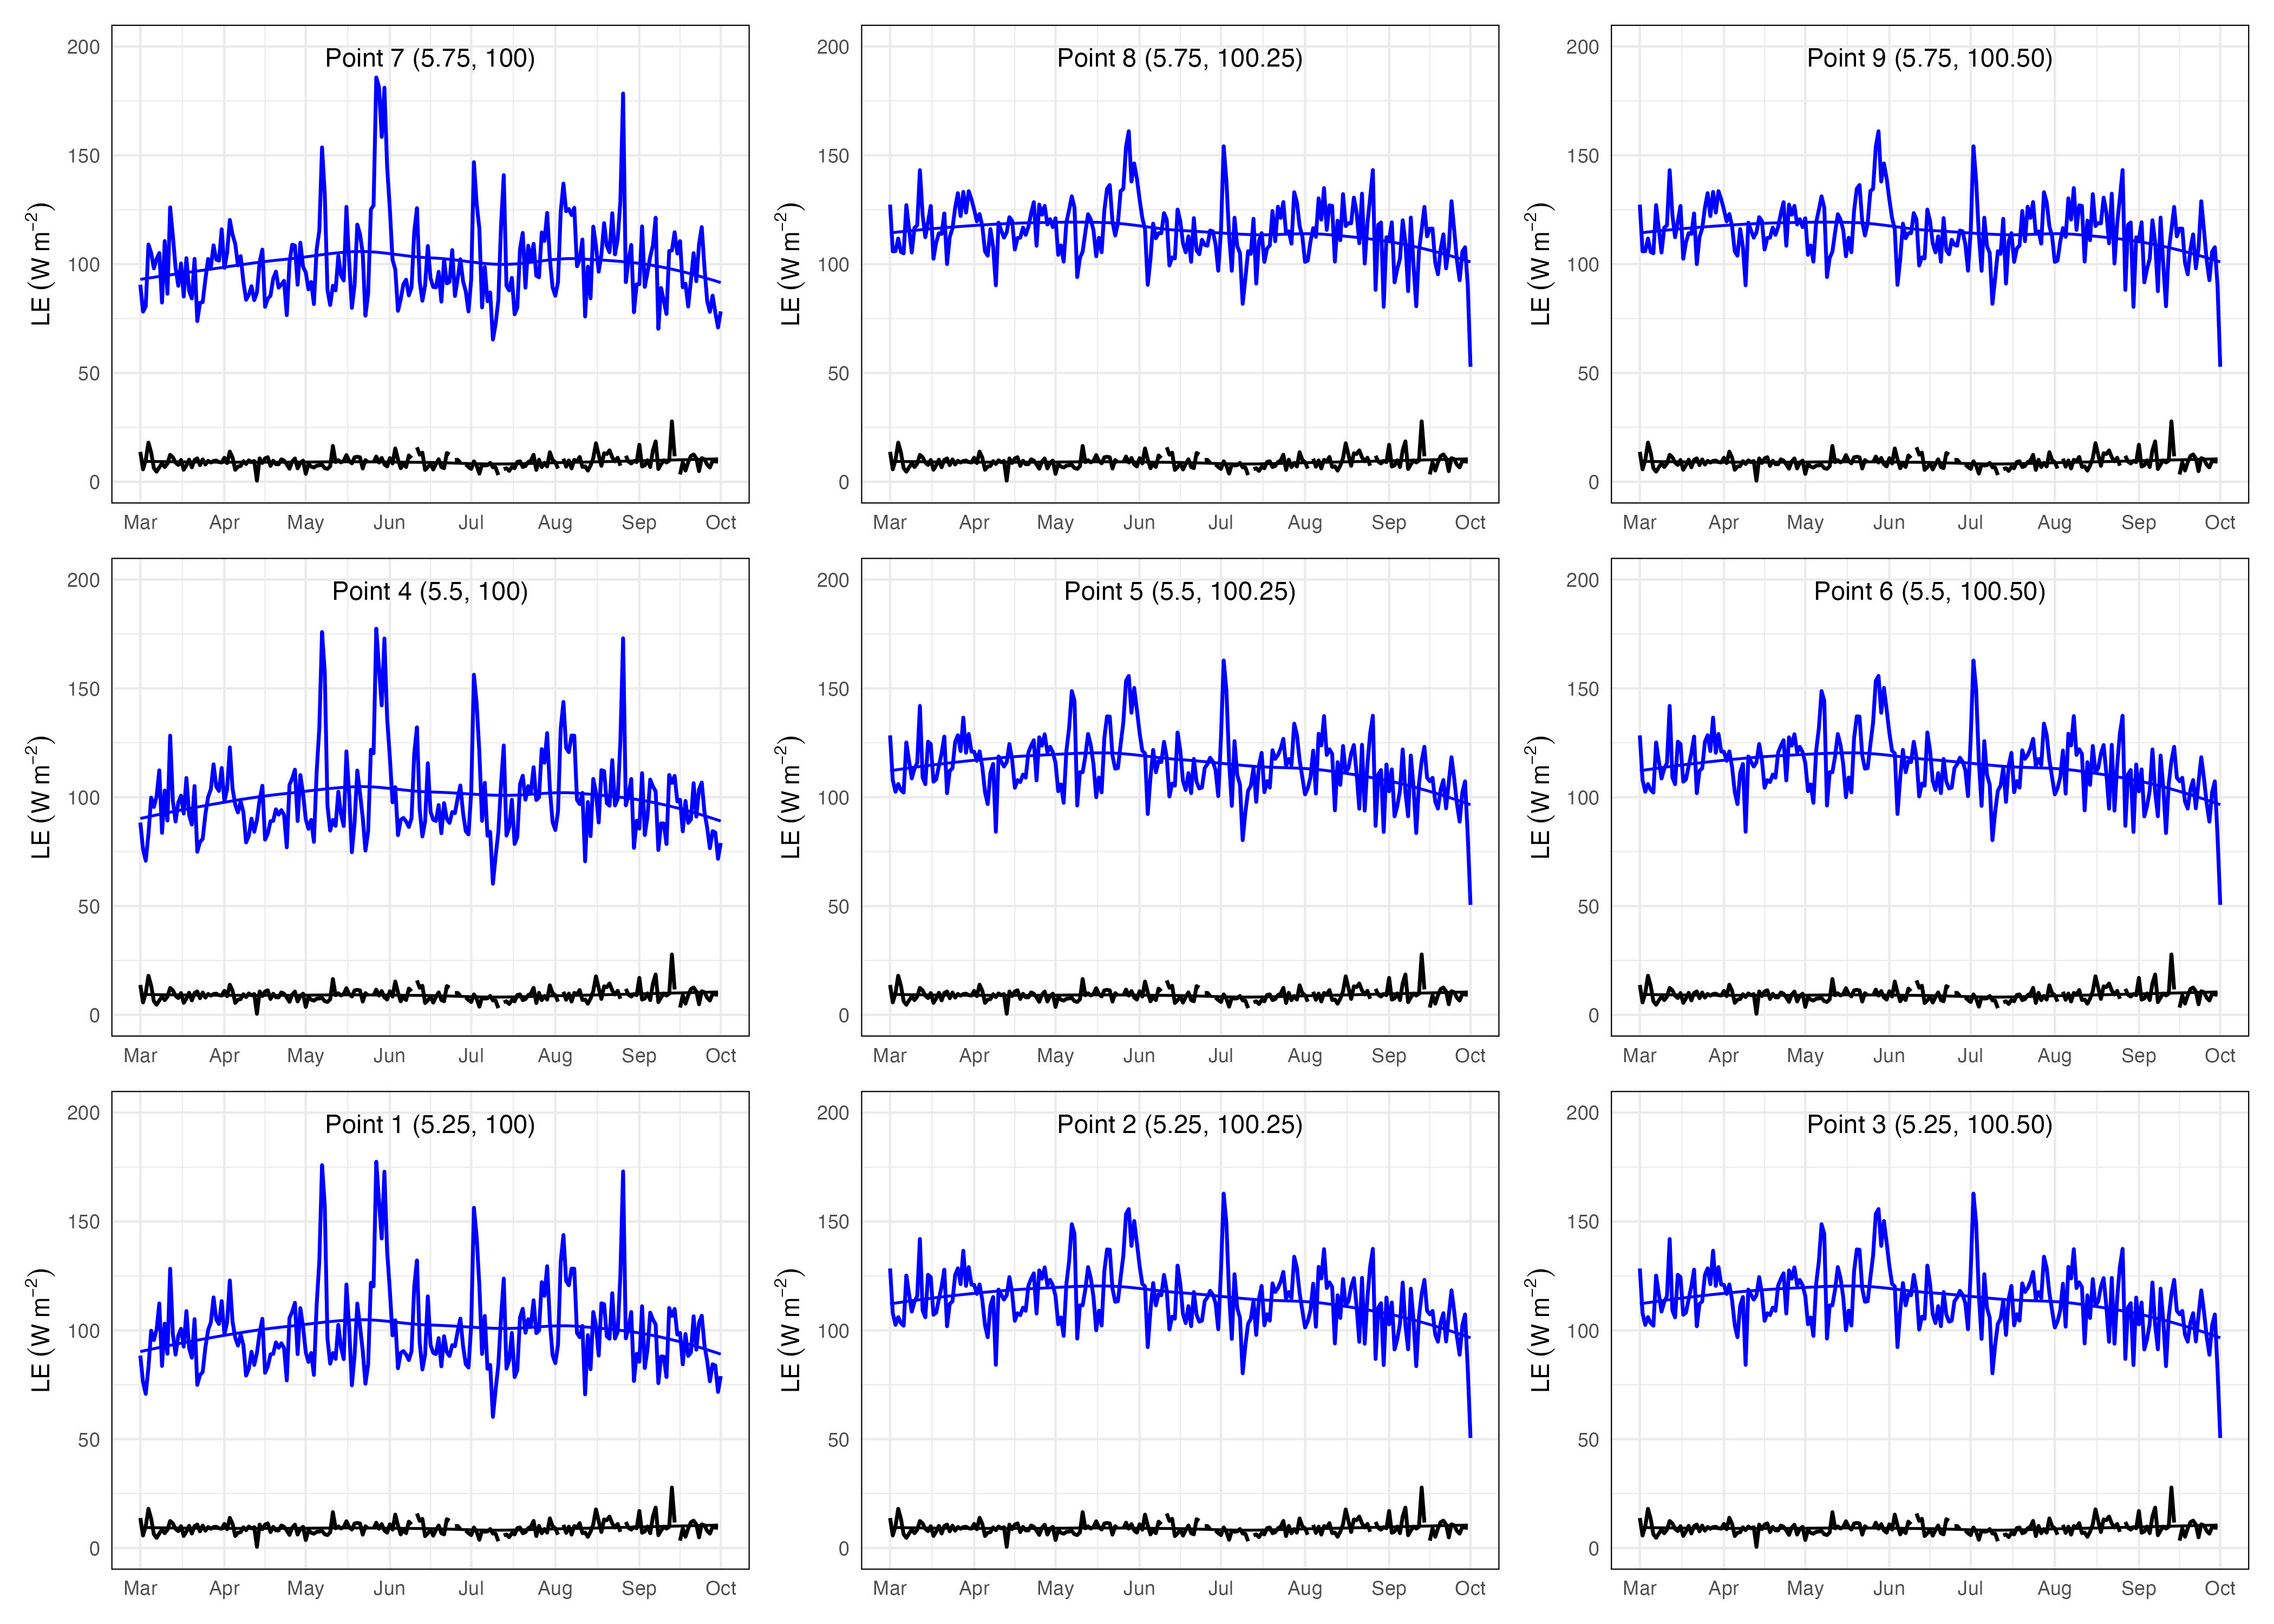 Point 7 (5.75, 100)
LE (W m⁻²)
200
150
100
50
0
Mar Apr May Jun Jul Aug Sep Oct
Point 8 (5.75, 100.25)
LE (W m⁻²)
200
150
100
50
0
Mar Apr May Jun Jul Aug Sep Oct
Point 9 (5.75, 100.50)
LE (W m⁻²)
200
150
100
50
0
Mar Apr May Jun Jul Aug Sep Oct
Point 4 (5.5, 100)
LE (W m⁻²)
200
150
100
50
0
Mar Apr May Jun Jul Aug Sep Oct
Point 5 (5.5, 100.25)
LE (W m⁻²)
200
150
100
50
0
Mar Apr May Jun Jul Aug Sep Oct
Point 6 (5.5, 100.50)
LE (W m⁻²)
200
150
100
50
0
Mar Apr May Jun Jul Aug Sep Oct
Point 1 (5.25, 100)
LE (W m⁻²)
200
150
100
50
0
Mar Apr May Jun Jul Aug Sep Oct
Point 2 (5.25, 100.25)
LE (W m⁻²)
200
150
100
50
0
Mar Apr May Jun Jul Aug Sep Oct
Point 3 (5.25, 100.50)
LE (W m⁻²)
200
150
100
50
0
Mar Apr May Jun Jul Aug Sep Oct